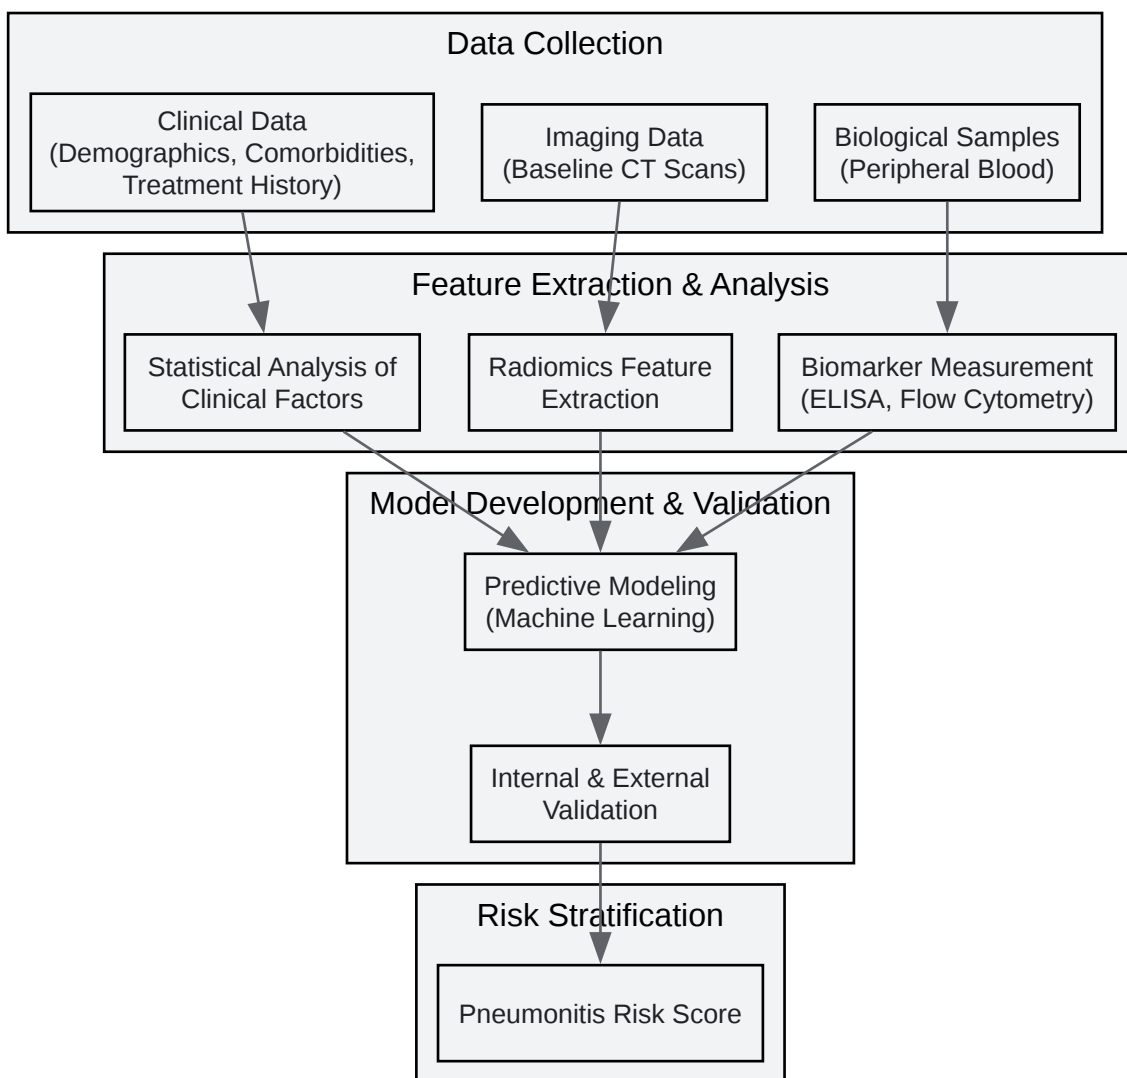 Data Collection
Clinical Data
(Demographics, Comorbidities,
Treatment History)
Imaging Data
(Baseline CT Scans)
Biological Samples
(Peripheral Blood)
Feature Extraction & Analysis
Statistical Analysis of
Clinical Factors
Radiomics Feature
Extraction
Biomarker Measurement
(ELISA, Flow Cytometry)
Model Development & Validation
Predictive Modeling
(Machine Learning)
Internal & External
Validation
Risk Stratification
Pneumonitis Risk Score